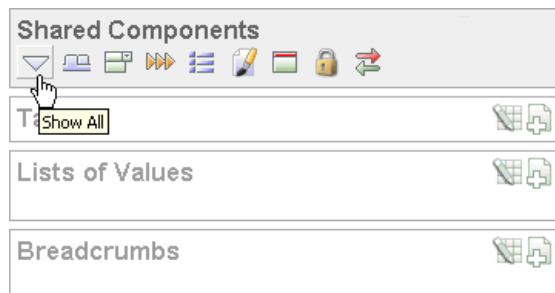 Shared Components
Show All
Lists of Values
Breadcrumbs